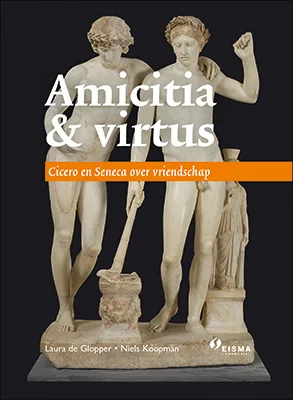 Amicitia
& virtus
Cicero en Seneca over vriendschap
Laura de Glopper • Niels Koopman
EISMA